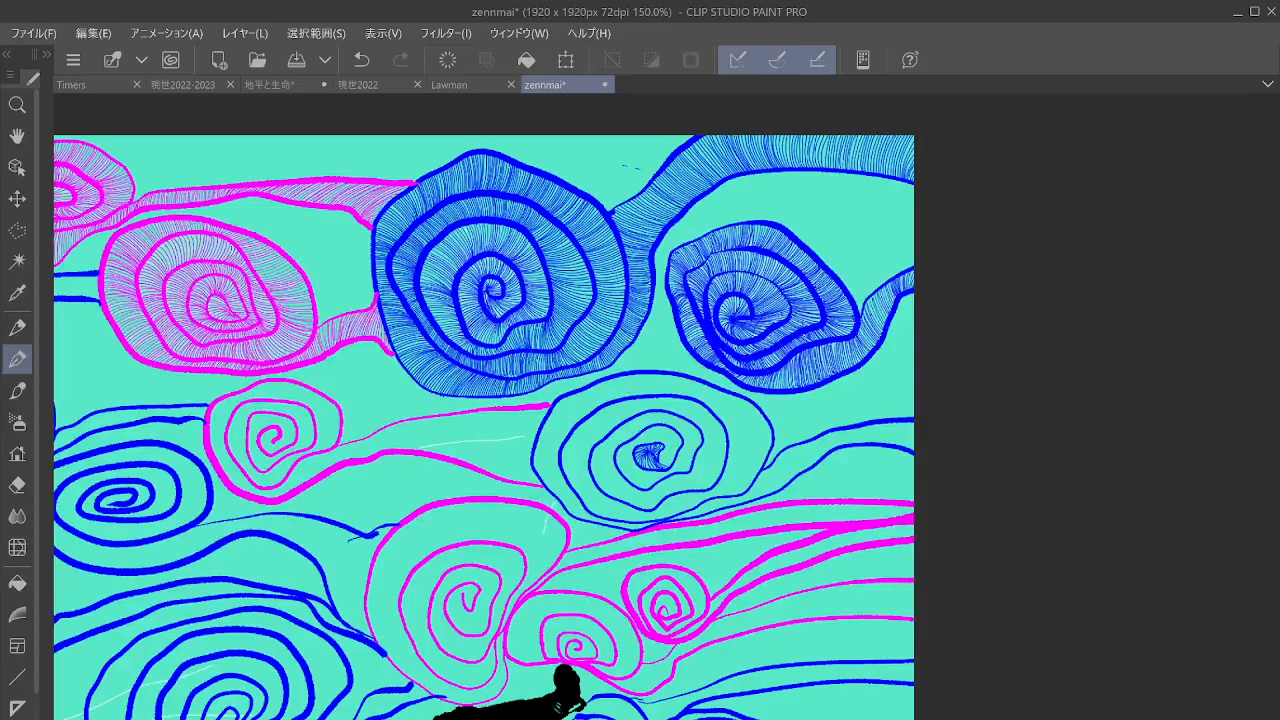 zennmai* (1920 x 1920px 72dpi 150.0%) - CLIP STUDIO PAINT PRO
ファイル(F) 編集(E) アニメーション(A) レイヤー(L) 選択範囲(S) 表示(V) フィルター(I) ウィンドウ(W) ヘルプ(H)
Timers 現世2022-2023 地平と生命* 現世2022 Lawman zennmai*